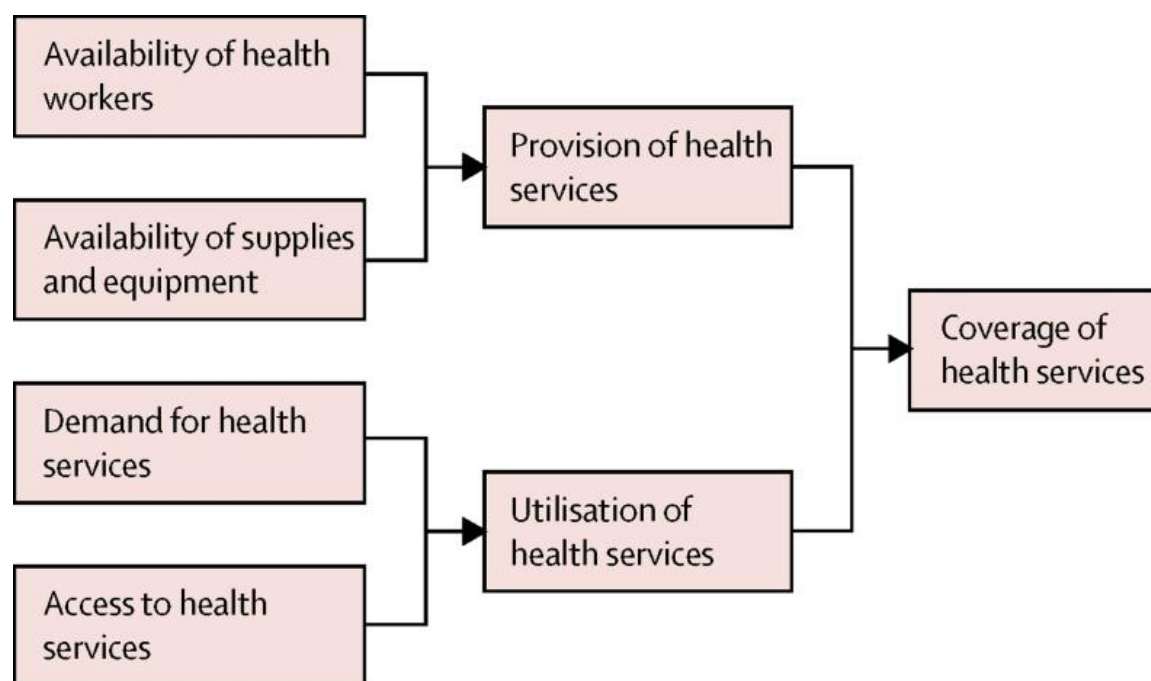 Availability of health
workers
Availability of supplies
and equipment
Demand for health
services
Access to health
services
Provision of health
services
Utilisation of
health services
Coverage of
health services